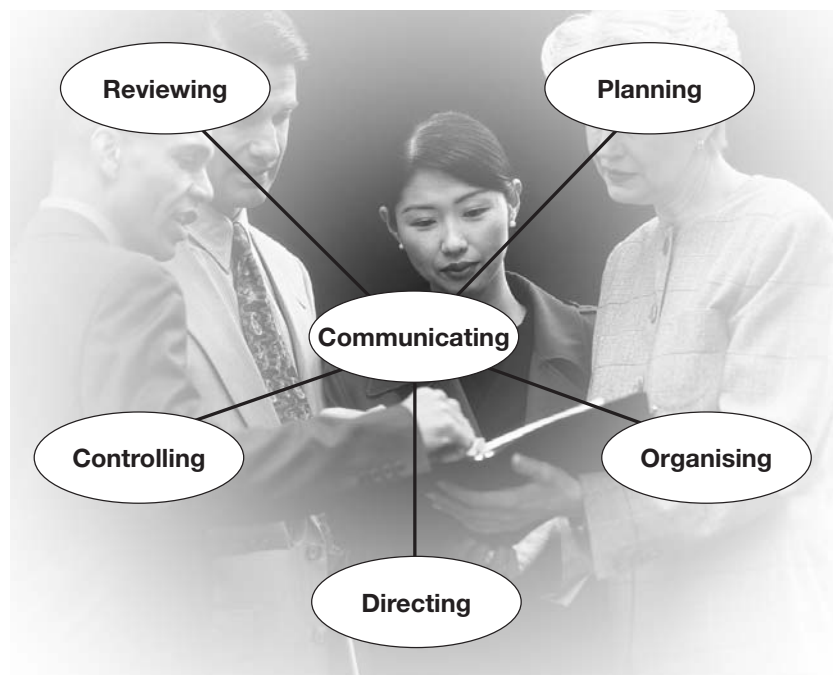 Reviewing
Planning
Communicating
Controlling
Organising
Directing